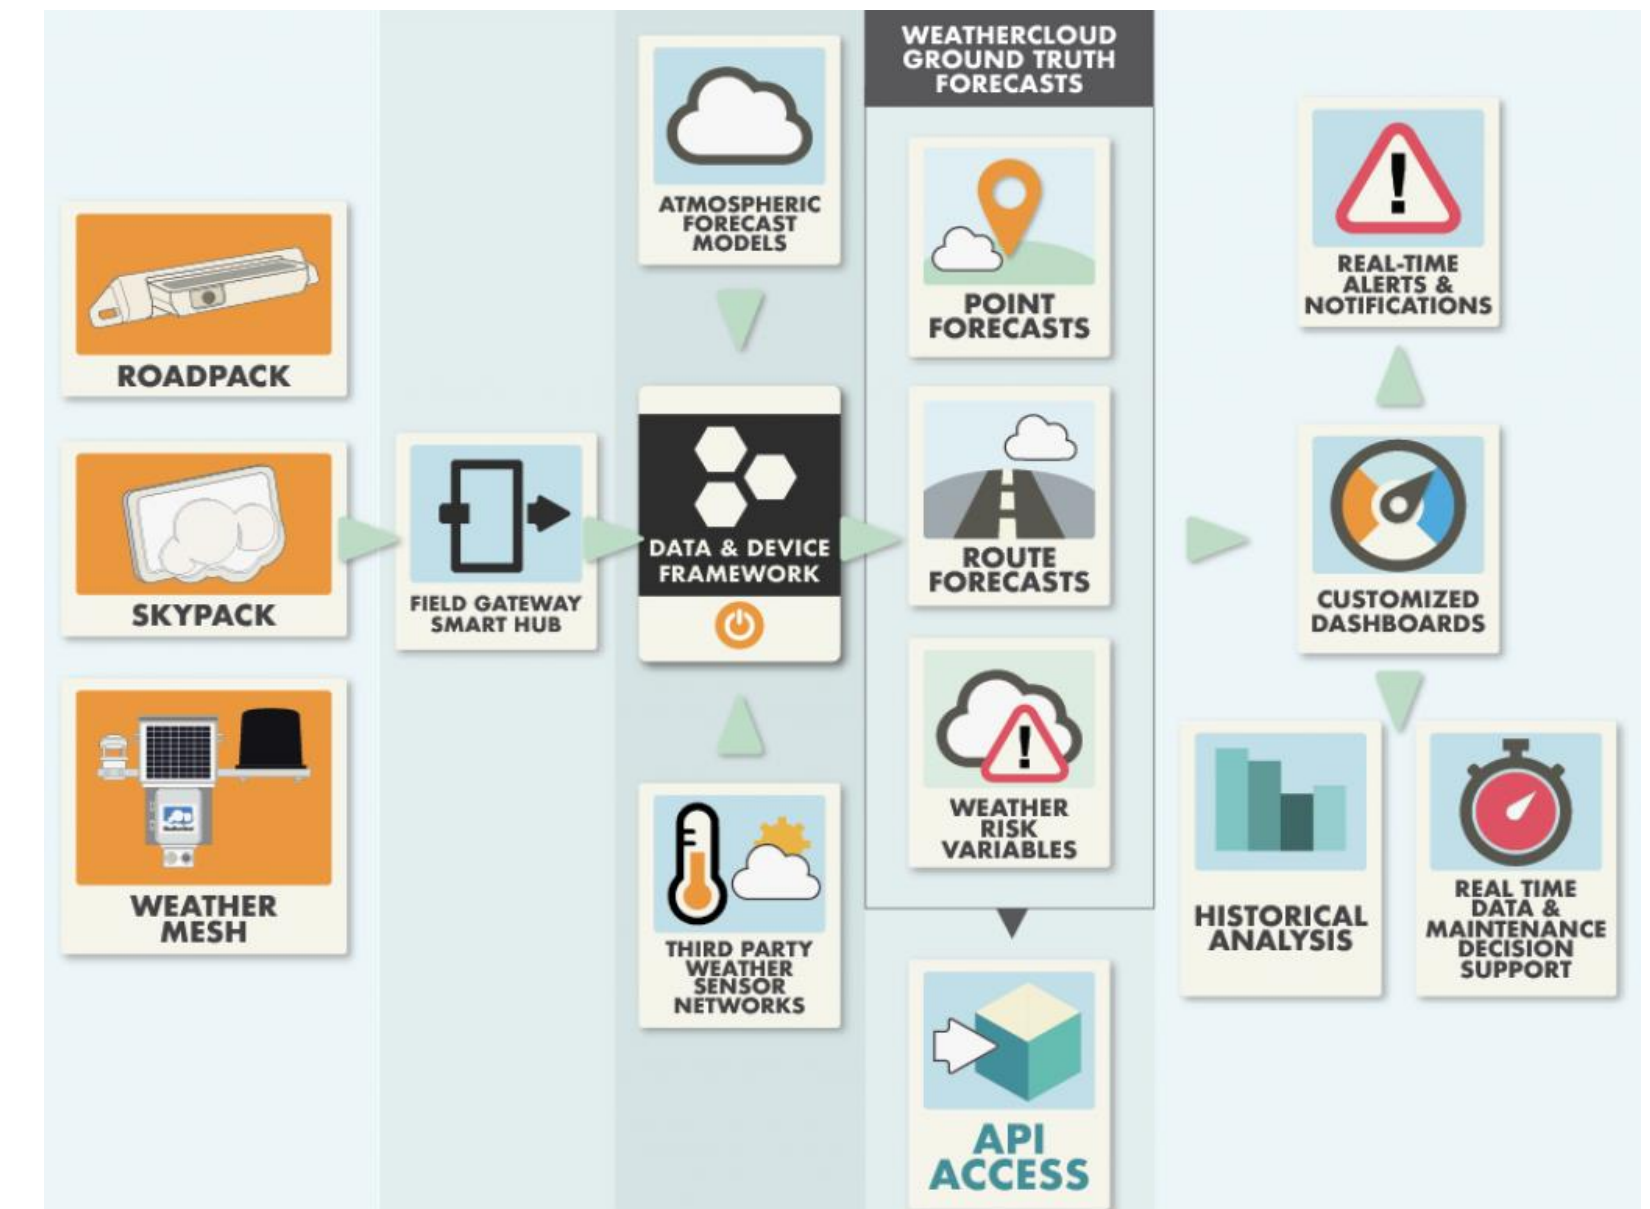 ROADPACK
SKYPACK
WEATHER
MESH
FIELD GATEWAY
SMART HUB
ATMOSPHERIC
FORECAST
MODELS
DATA & DEVICE
FRAMEWORK
THIRD PARTY
WEATHER
SENSOR
NETWORKS
WEATHERCLOUD
GROUND TRUTH
FORECASTS
POINT
FORECASTS
ROUTE
FORECASTS
WEATHER
RISK
VARIABLES
API
ACCESS
REAL-TIME
ALERTS &
NOTIFICATIONS
CUSTOMIZED
DASHBOARDS
HISTORICAL
ANALYSIS
REAL TIME
DATA &
MAINTENANCE
DECISION
SUPPORT